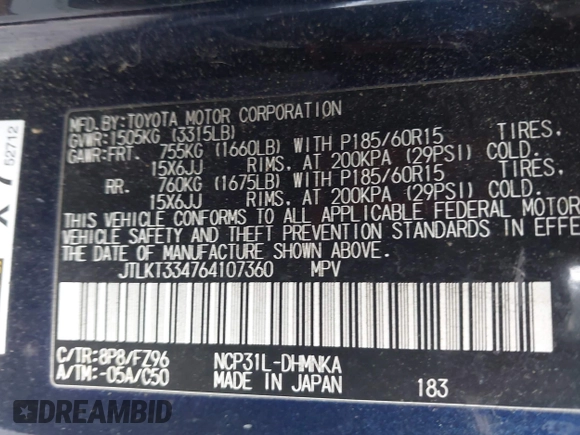 MFD.BY:TOYOTA MOTOR CORPORATION
GVWR:1505KG (3315LB)
GAWR:FRT. 755KG (1660LB) WITH P185/60R15 TIRES,
15X6JJ RIMS, AT 200KPA (29PSI) COLD.
RR. 760KG (1675LB) WITH P185/60R15 TIRES,
15X6JJ RIMS, AT 200KPA (29PSI) COLD.
THIS VEHICLE CONFORMS TO ALL APPLICABLE FEDERAL MOTOR
VEHICLE SAFETY AND THEFT PREVENTION STANDARDS IN EFFE
THE DATE OF MANUFACTURE SHOWN ABOVE.
JTLKT334764107360 MPV
C/TR:8P8/FZ96 NCP31L-DHMNKA
A/TM:-05A/C50 MADE IN JAPAN 183
52712
DREAMBID